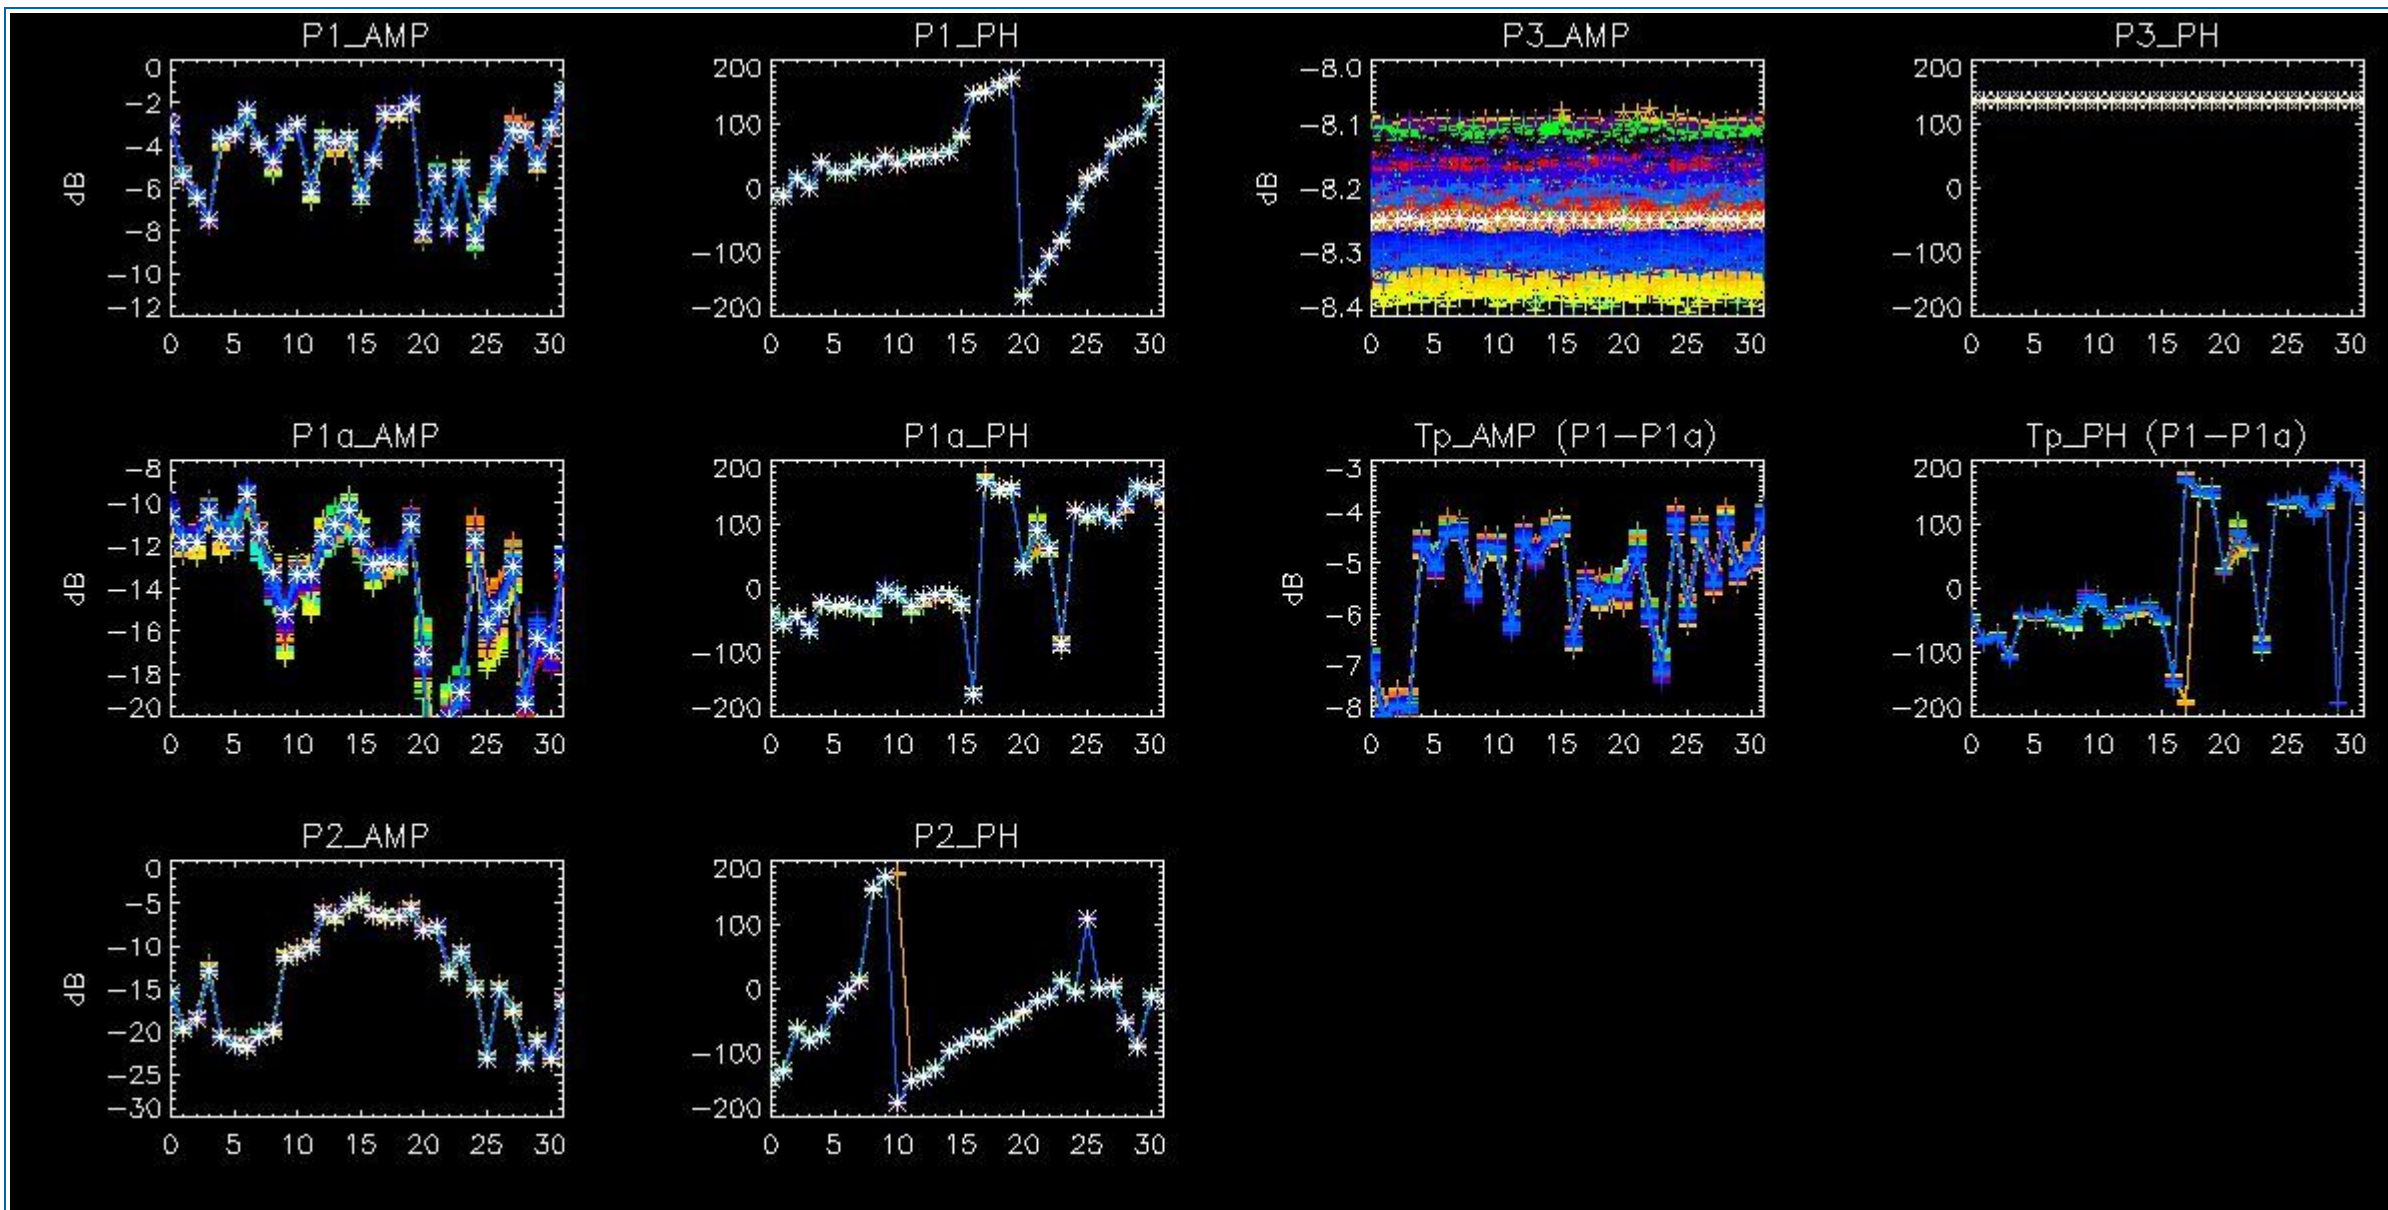 P1_AMP P1_PH P3_AMP P3_PH
0 200 −8.0 200
−2
100 −8.1 100
−4
dB −6 0 dB −8.2 0
−8
−100 −8.3 −100
−10
−12 −200 −8.4 −200
0 5 10 15 20 25 30 0 5 10 15 20 25 30 0 5 10 15 20 25 30 0 5 10 15 20 25 30
P1a_AMP P1a_PH Tp_AMP (P1−P1a) Tp_PH (P1−P1a)
−8 200 −3 200
−10 100 −4 100
−12
dB −14 0 dB −5 0
−16 −6
−100 −7 −100
−18
−20 −200 −8 −200
0 5 10 15 20 25 30 0 5 10 15 20 25 30 0 5 10 15 20 25 30 0 5 10 15 20 25 30
P2_AMP P2_PH
0 200
−5
100
−10
dB −15 0
−20
−100
−25
−30 −200
0 5 10 15 20 25 30 0 5 10 15 20 25 30